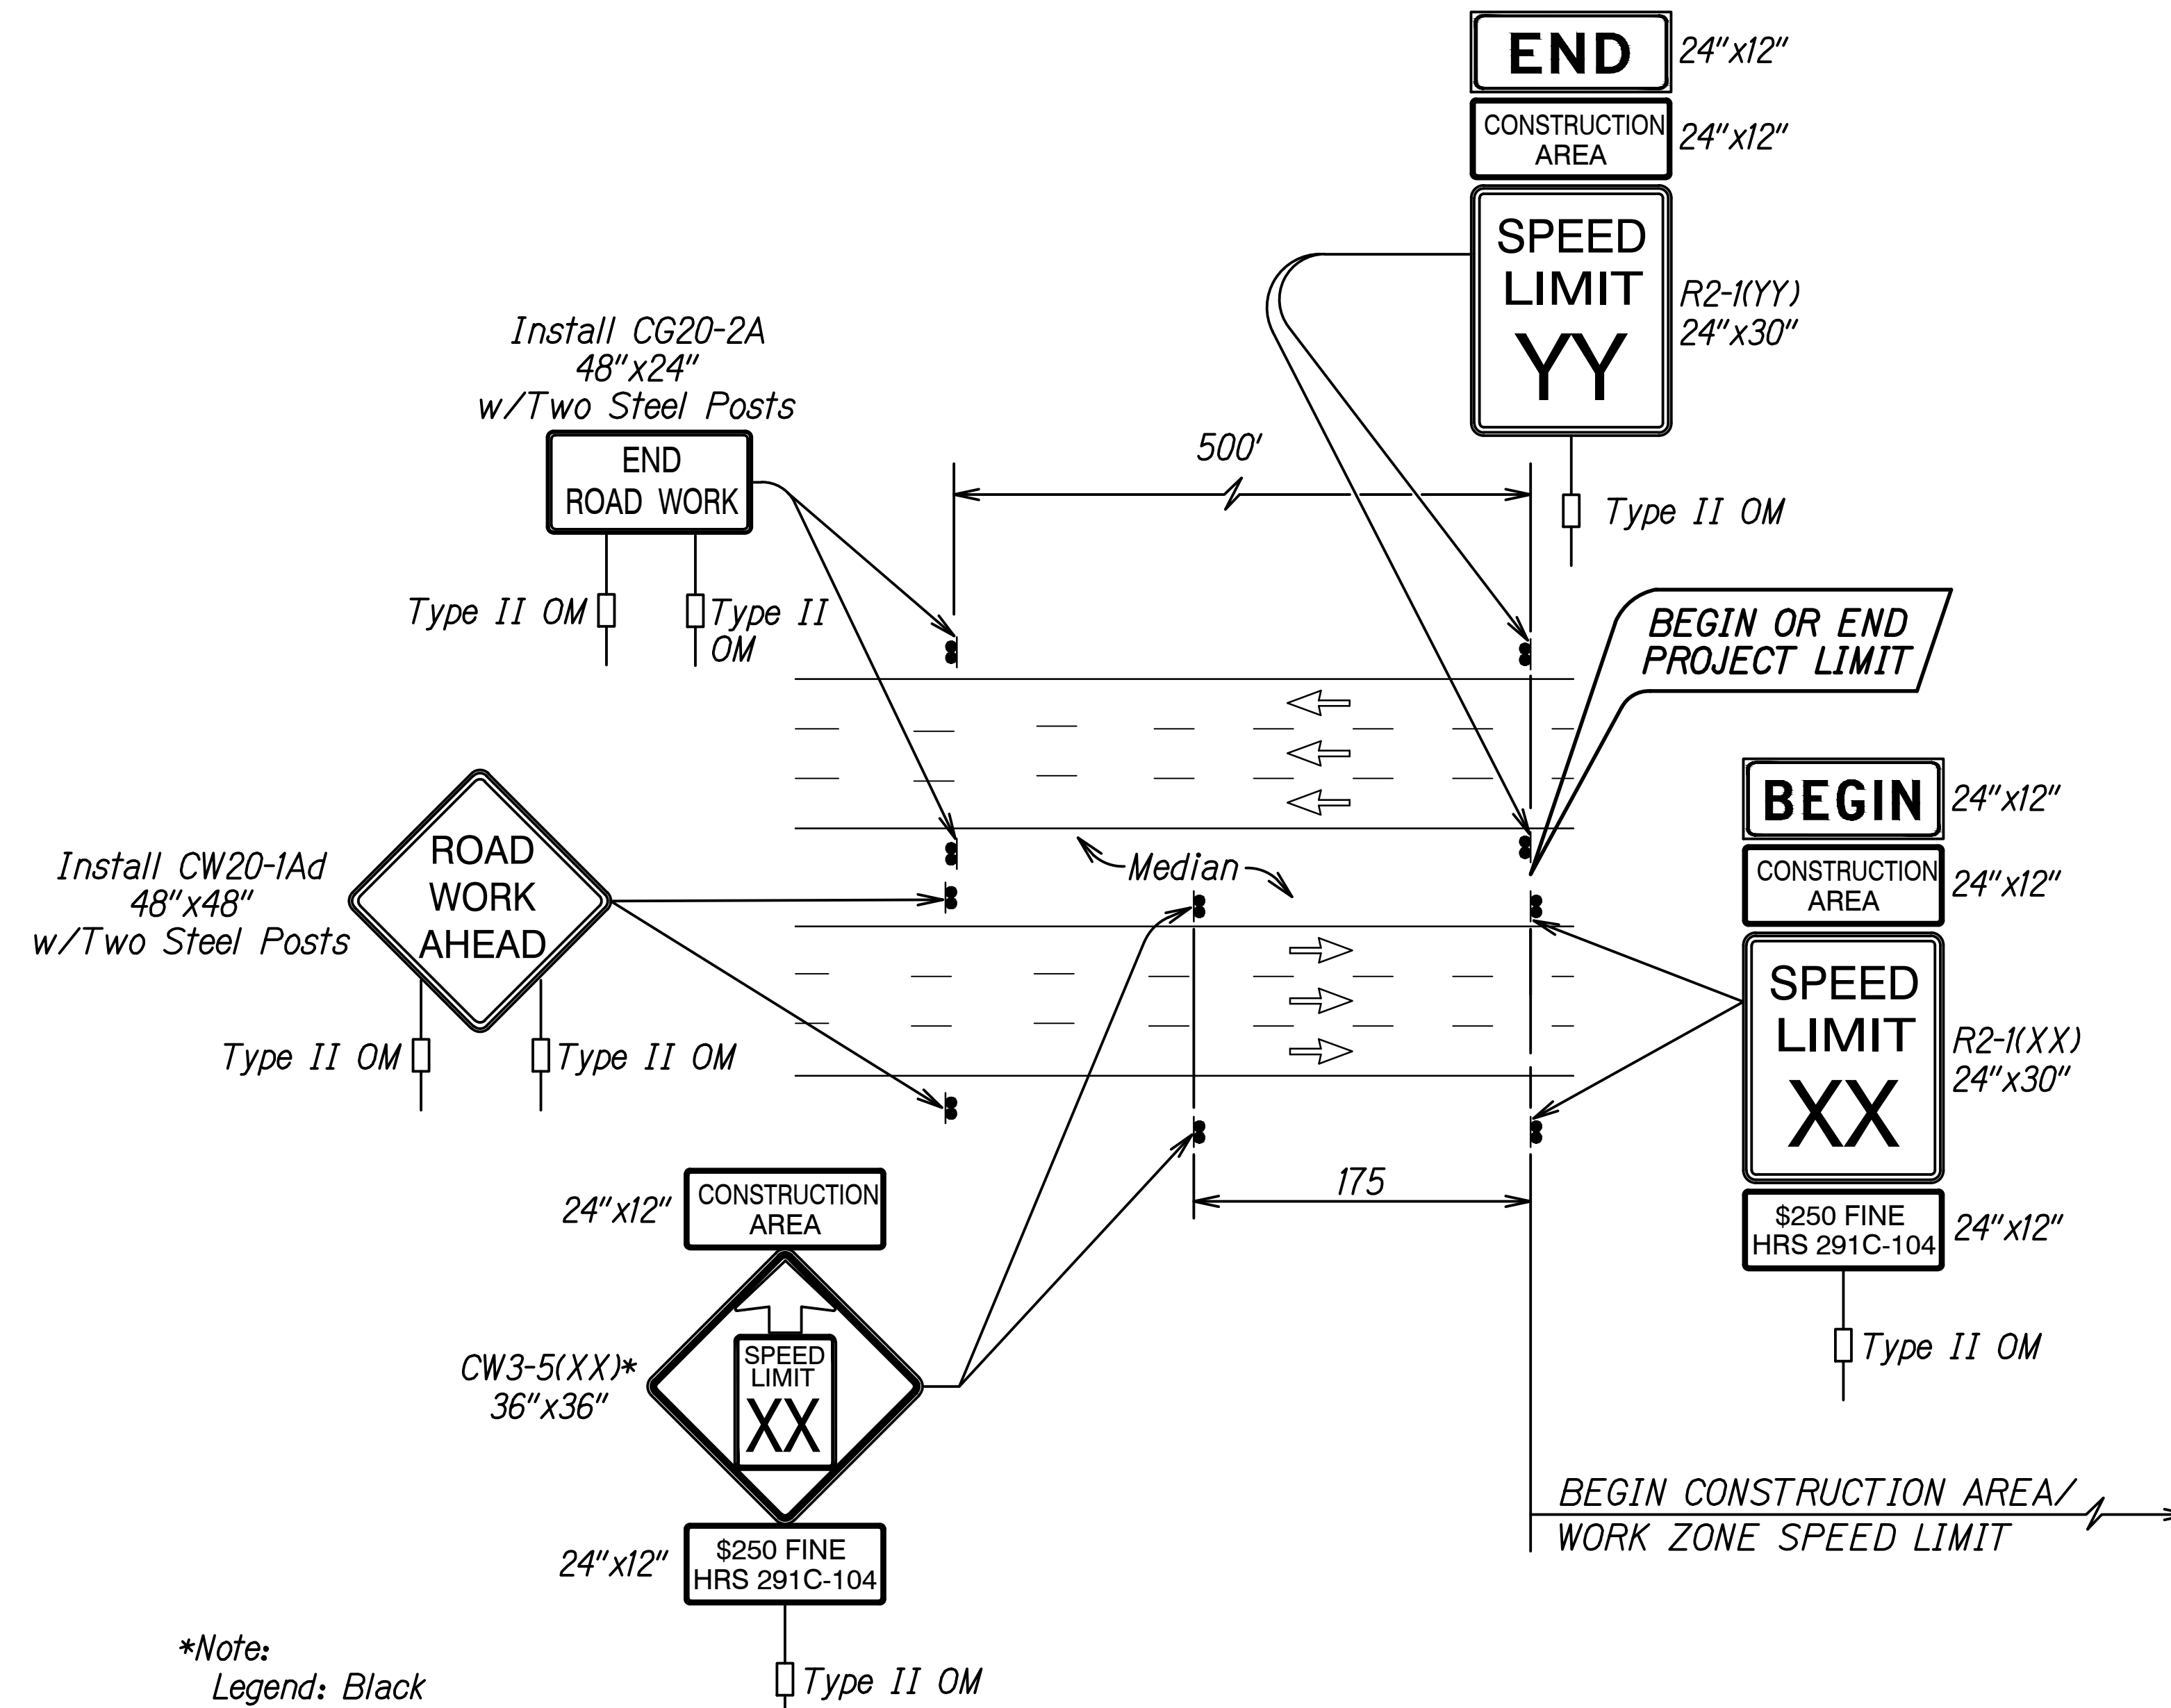 END
24"x12"
CONSTRUCTION
AREA
24"x12"
SPEED
LIMIT
YY
R2-1(YY)
24"x30"
Type II OM
Install CG20-2A
48"x24"
w/Two Steel Posts
END
ROAD WORK
Type II OM
Type II
OM
500'
BEGIN OR END
PROJECT LIMIT
Install CW20-1Ad
48"x48"
w/Two Steel Posts
ROAD
WORK
AHEAD
Type II OM
Type II OM
Median
BEGIN
24"x12"
CONSTRUCTION
AREA
24"x12"
SPEED
LIMIT
XX
R2-1(XX)
24"x30"
$250 FINE
HRS 291C-104
24"x12"
Type II OM
175
24"x12"
CONSTRUCTION
AREA
CW3-5(XX)*
36"x36"
SPEED
LIMIT
XX
24"x12"
$250 FINE
HRS 291C-104
Type II OM
BEGIN CONSTRUCTION AREA/
WORK ZONE SPEED LIMIT
*Note:
Legend: Black